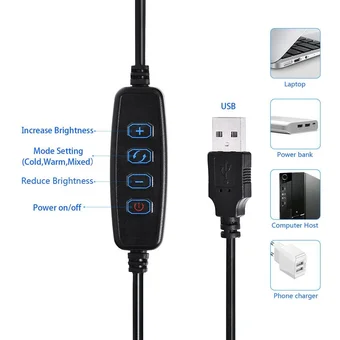 Increase Brightness
Mode Setting
(Cold,Warm,Mixed)
Reduce Brightness
Power on/off
USB
Laptop
Power bank
Computer Host
Phone charger